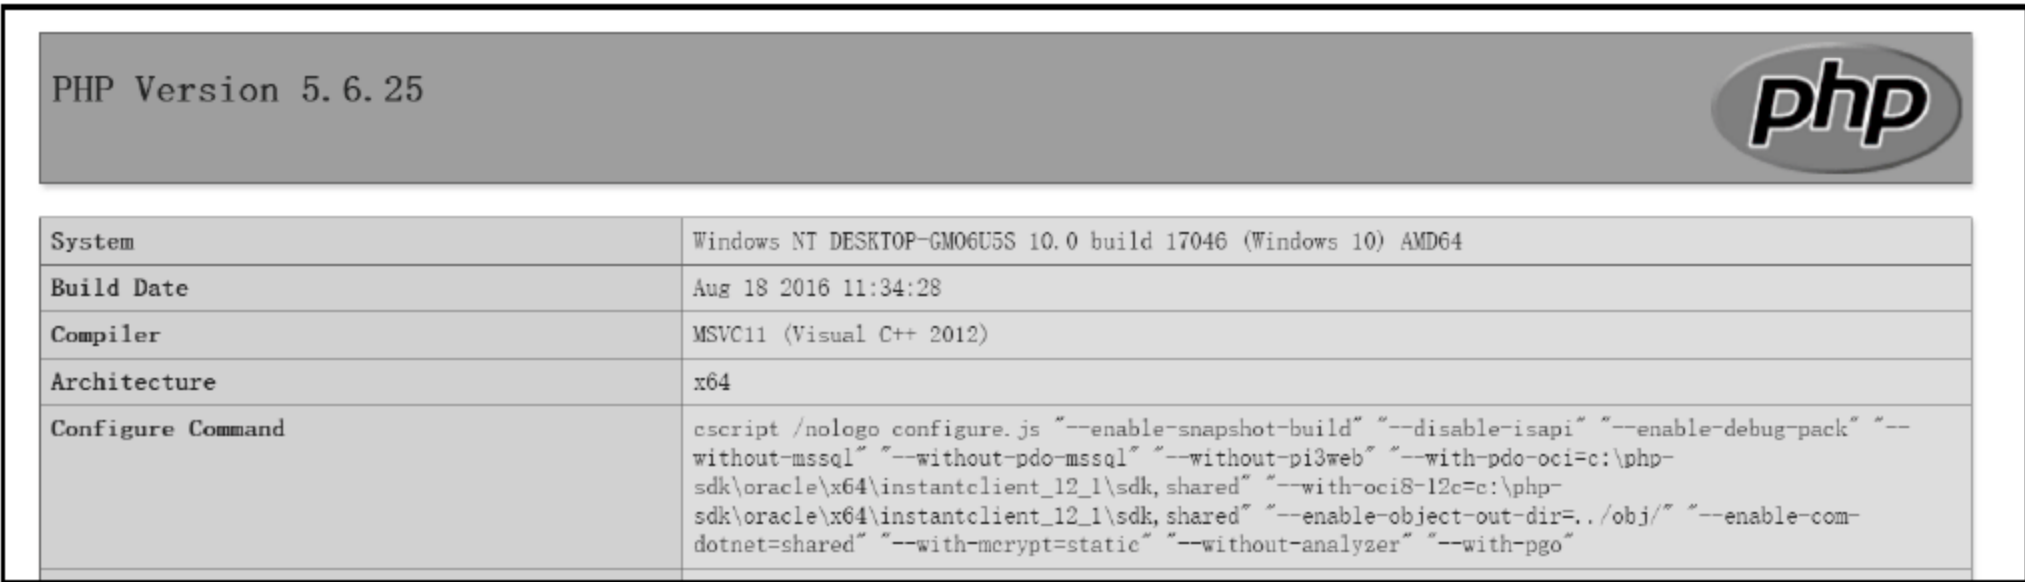 PHP Version 5.6.25
php
System
Windows NT DESKTOP-GMO6U5S 10.0 build 17046 (Windows 10) AMD64
Build Date
Aug 18 2016 11:34:28
Compiler
MSVC11 (Visual C++ 2012)
Architecture
x64
Configure Command
cscript /nologo configure.js "--enable-snapshot-build" "--disable-isapi" "--enable-debug-pack" "--
without-mssql" "--without-pdo-mssql" "--without-pi3web" "--with-pdo-oci=c:\php-
sdk\oracle\x64\instantclient_12_1\sdk,shared" "--with-oci8-12c=c:\php-
sdk\oracle\x64\instantclient_12_1\sdk,shared" "--enable-object-out-dir=../obj/" "--enable-com-
dotnet=shared" "--with-mcrypt=static" "--without-analyzer" "--with-pgo"